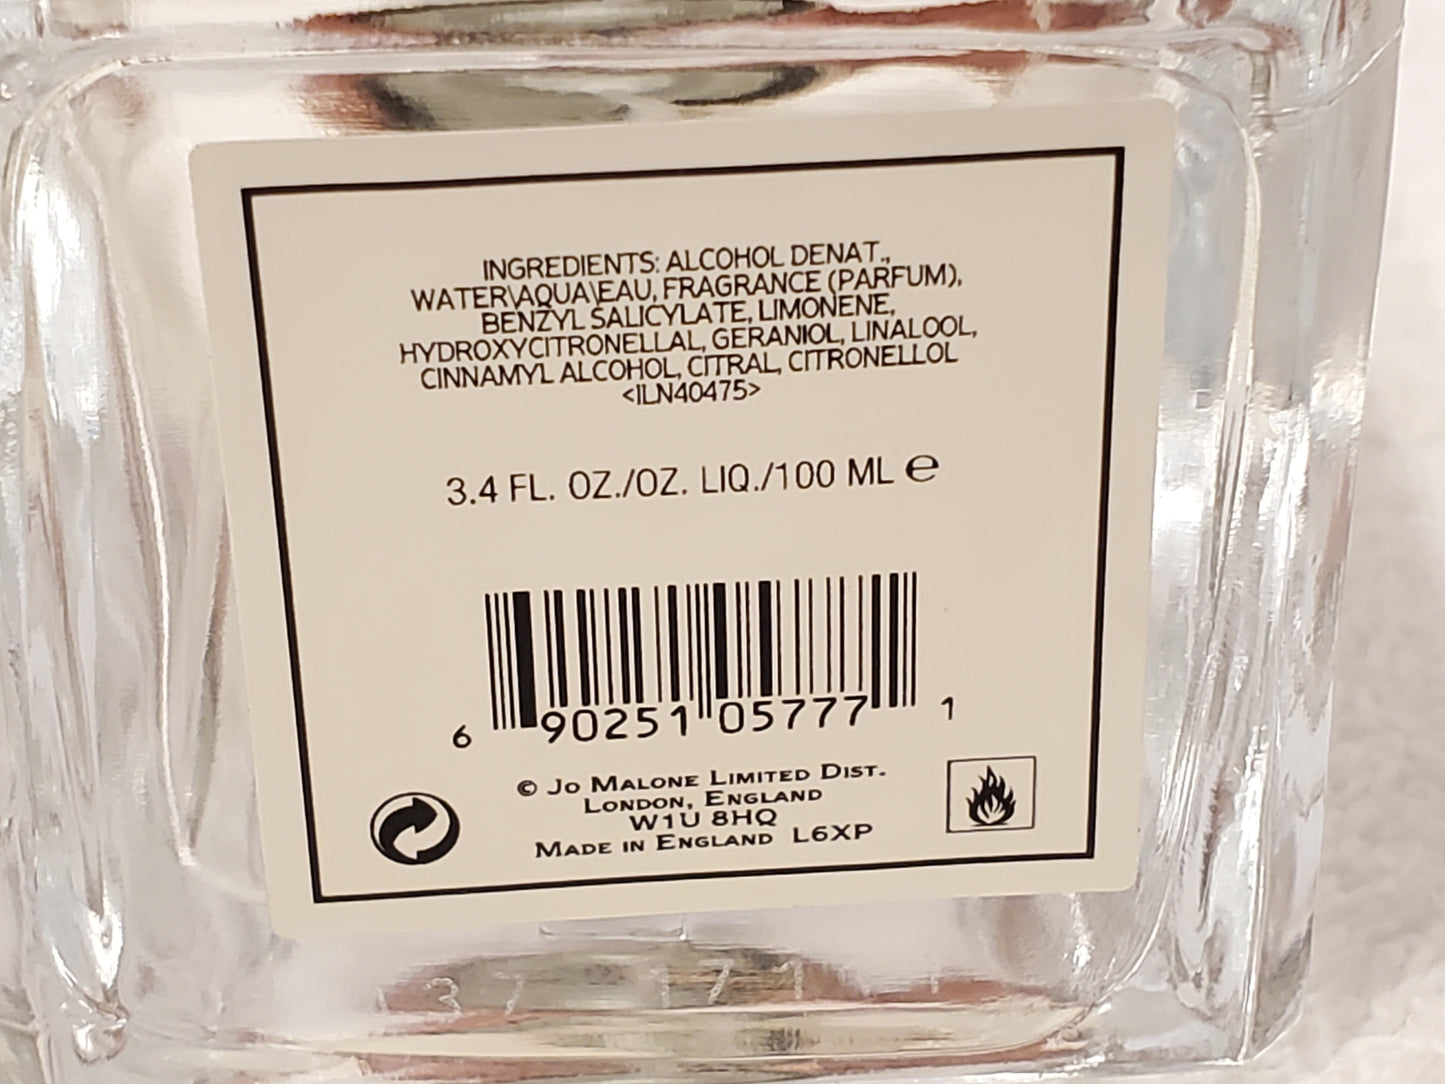 INGREDIENTS: ALCOHOL DENAT.,
WATER\AQUA\EAU, FRAGRANCE (PARFUM),
BENZYL SALICYLATE, LIMONENE,
HYDROXYCITRONELLAL, GERANIOL, LINALOOL,
CINNAMYL ALCOHOL, CITRAL, CITRONELLOL
<ILN40475>
3.4 FL. OZ./OZ. LIQ./100 ML ℮
6 90251 05777 1
© JO MALONE LIMITED DIST.
LONDON, ENGLAND
W1U 8HQ
MADE IN ENGLAND L6XP